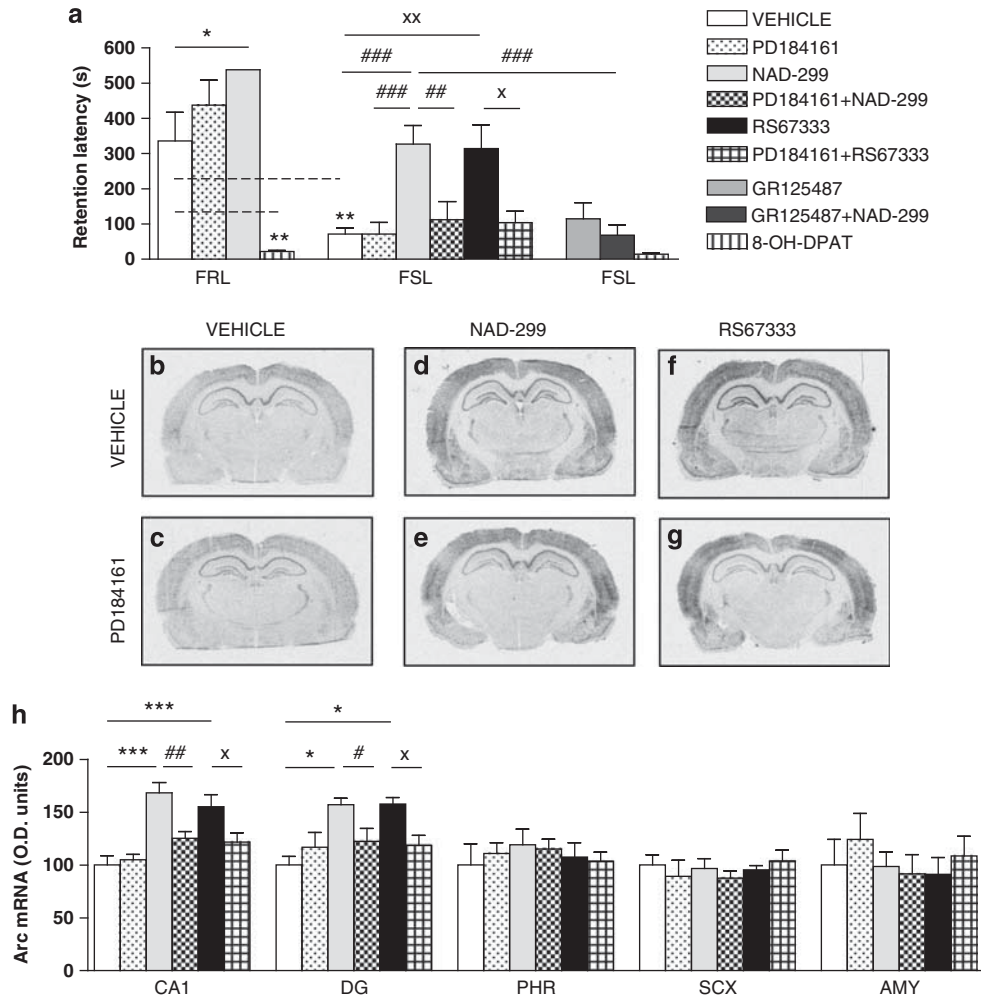 a
Retention latency (s)
600
500
400
300
200
100
0
*
**
**
xx
###
###
###
##
x
FRL
FSL
FSL
VEHICLE
PD184161
NAD-299
PD184161+NAD-299
RS67333
PD184161+RS67333
GR125487
GR125487+NAD-299
8-OH-DPAT
VEHICLE
NAD-299
RS67333
VEHICLE
b
d
f
PD184161
c
e
g
h
Arc mRNA (O.D. units)
200
150
100
50
0
***
*
***
##
x
*
#
x
CA1
DG
PHR
SCX
AMY